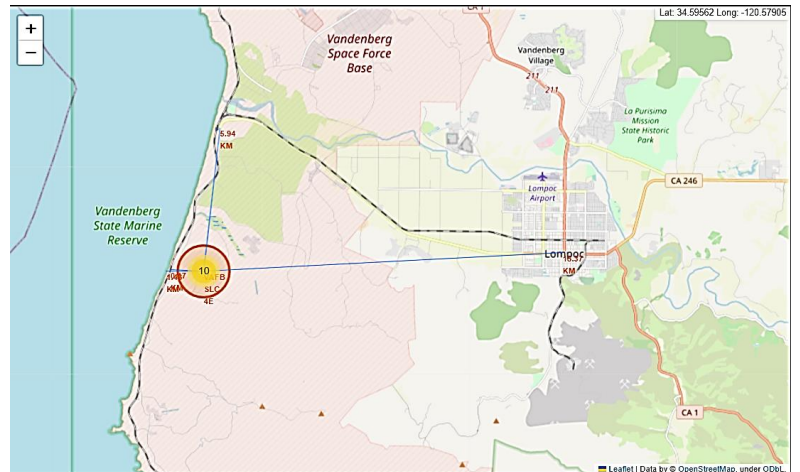 CA 1
Lat: 34.59562 Long: -120.57905
+
−
Vandenberg
Space Force
Base
Vandenberg
Village
211
211
5.94
KM
La Purisima
Mission
State Historic
Park
CA 246
Lompoc
Airport
Vandenberg
State Marine
Reserve
Lompoc
KM
10
FB
KM
SLC
4E
CA 1
Leaflet | Data by © OpenStreetMap, under ODbL.